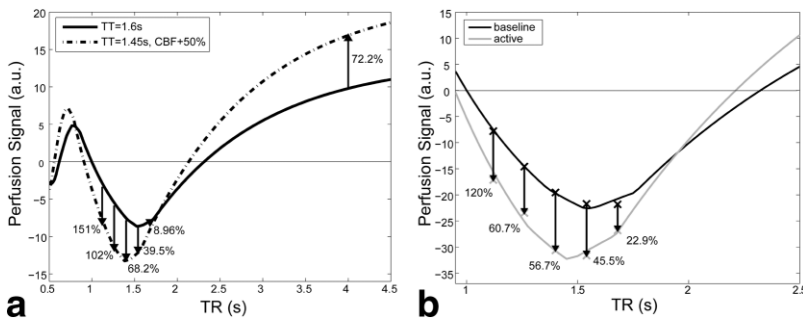 TT=1.6s
TT=1.45s, CBF+50%
Perfusion Signal (a.u.)
20
15
10
5
0
−5
−10
−15
72.2%
151%
8.96%
102%
39.5%
68.2%
0.5 1 1.5 2 2.5 3 3.5 4 4.5
TR (s)
a
baseline
active
Perfusion Signal (a.u.)
15
10
5
0
−5
−10
−15
−20
−25
−30
−35
120%
60.7%
22.9%
56.7%
45.5%
1 1.5 2 2.5
TR (s)
b